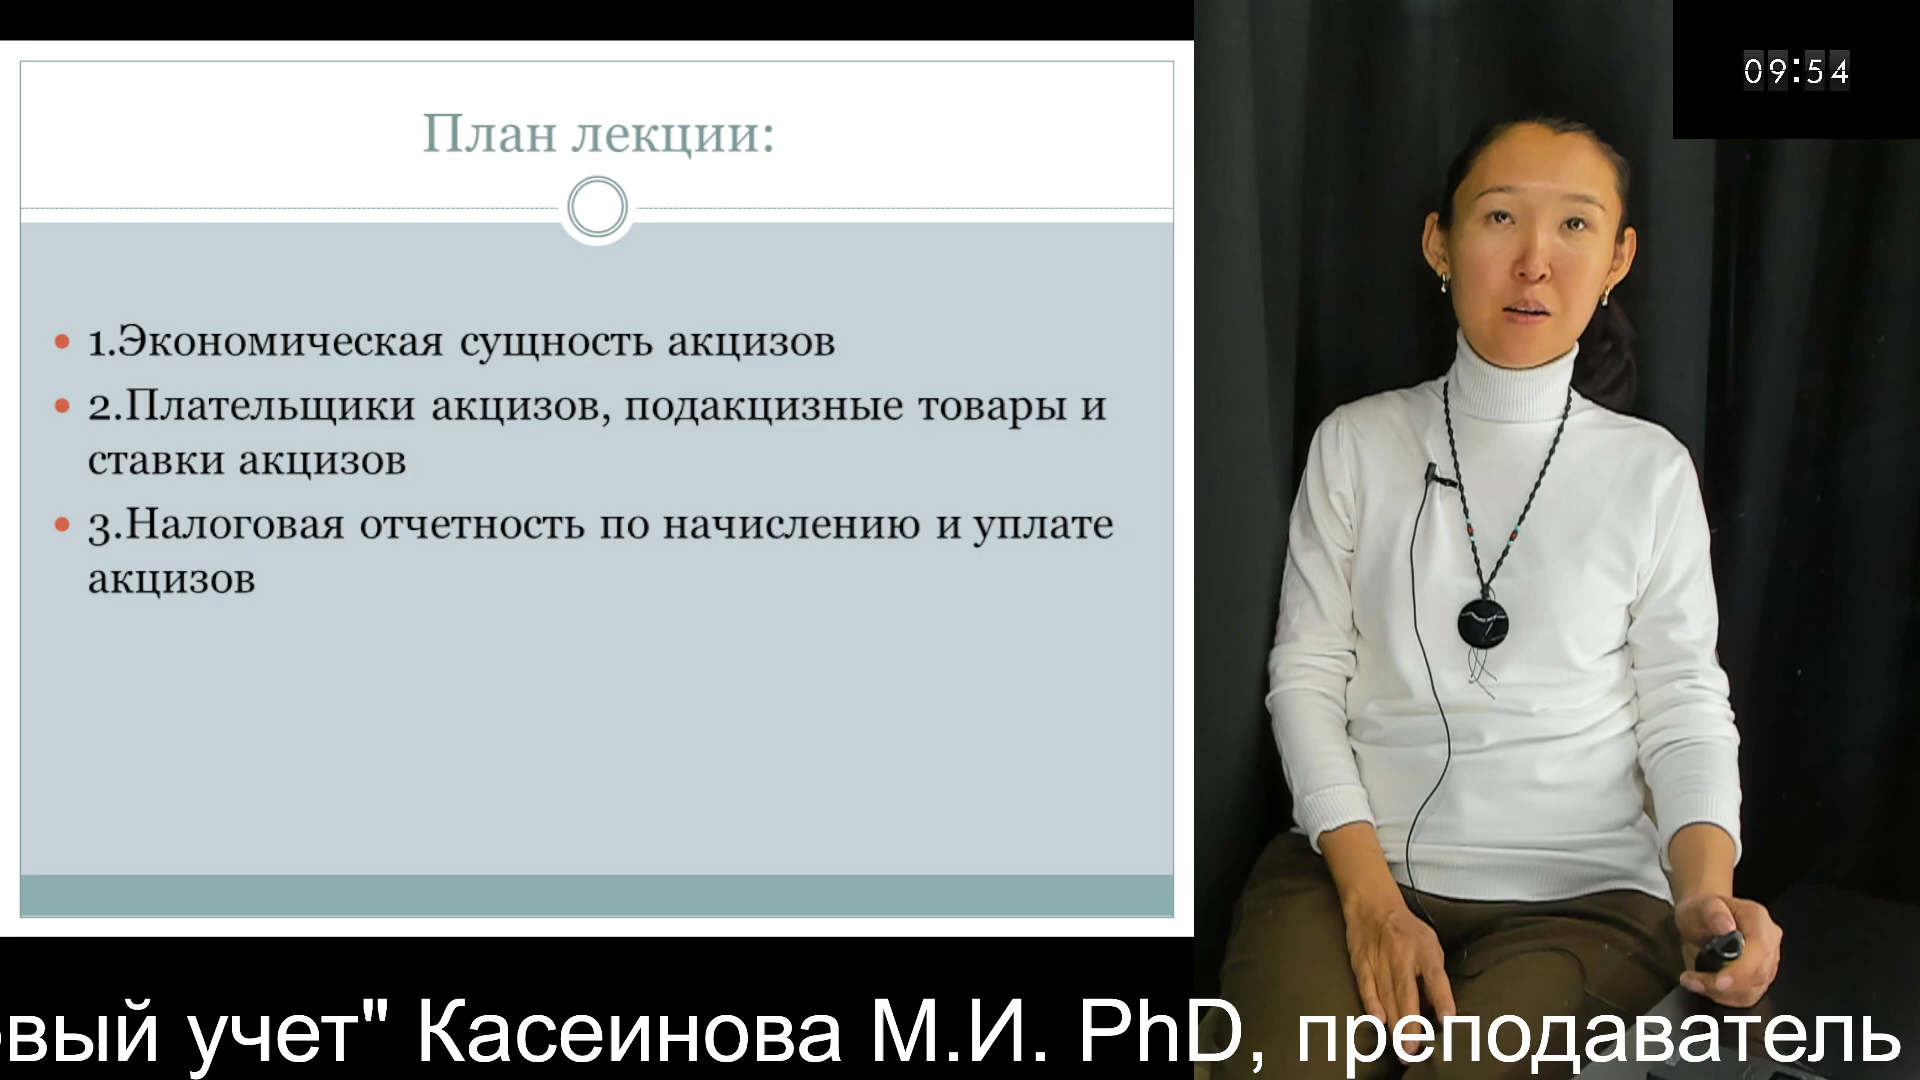 План лекции:
09:54
• 1.Экономическая сущность акцизов
• 2.Плательщики акцизов, подакцизные товары и
ставки акцизов
• 3.Налоговая отчетность по начислению и уплате
акцизов
вый учет" Касеинова М.И. PhD, преподаватель